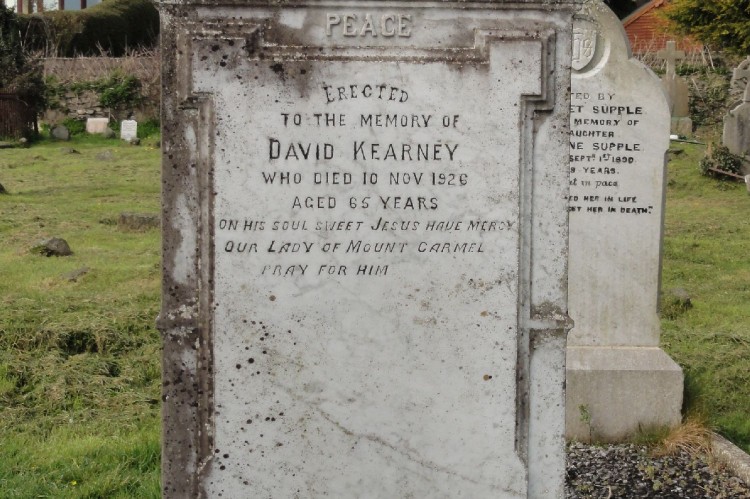 PEACE
ERECTED
TO THE MEMORY OF
DAVID KEARNEY
WHO DIED 10 NOV 1926
AGED 65 YEARS
ON HIS SOUL SWEET JESUS HAVE MERCY
OUR LADY OF MOUNT CARMEL
PRAY FOR HIM
BY
SUPPLE
MEMORY OF
SUPPLE
SEPT. 1ST 1890
YEARS.
in peace
HER IN LIFE
HER IN DEATH."